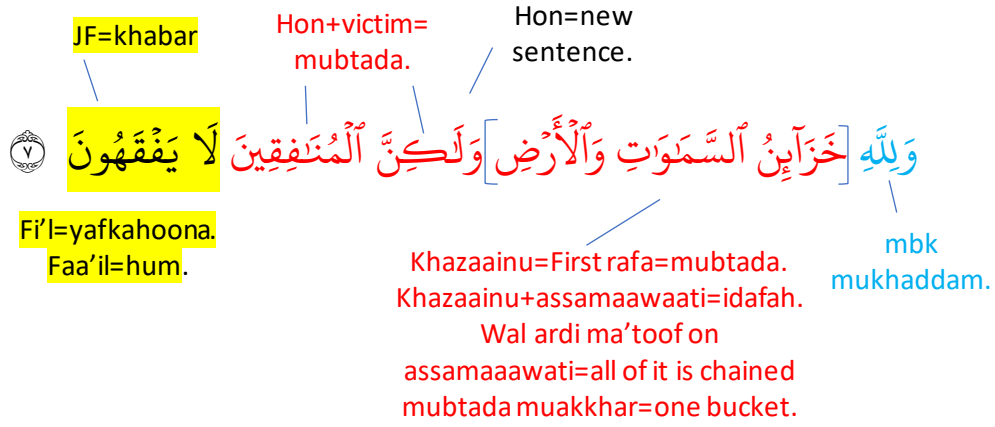 JF=khabar
Hon+victim=
mubtada.
Hon=new
sentence.
وَلِلَّهِ [خَزَآئِنُ ٱلسَّمَـٰوَٰتِ وَٱلْأَرْضِ] وَلَـٰكِنَّ ٱلْمُنَـٰفِقِينَ لَا يَفْقَهُونَ ٧
Fi’l=yafkahoona.
Faa’il=hum.
Khazaainu=First rafa=mubtada.
Khazaainu+assamaawaati=idafah.
Wal ardi ma’toof on
assamaaawati=all of it is chained
mubtada muakkhar=one bucket.
mbk
mukhaddam.